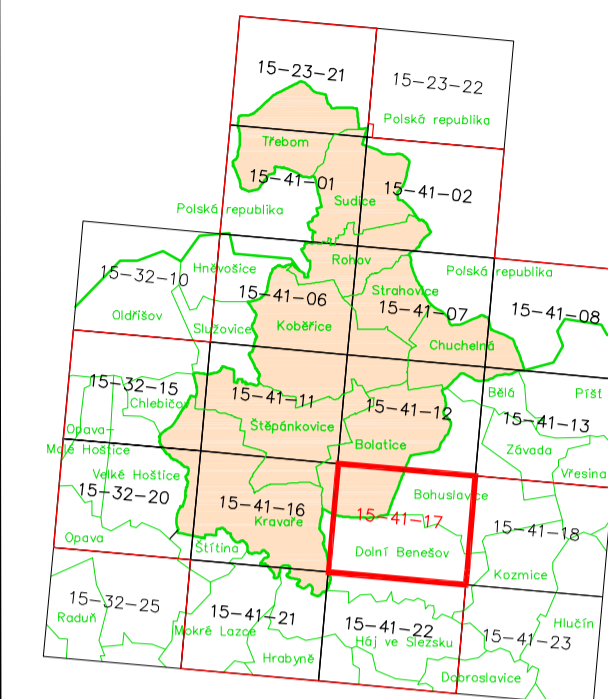 15-23-21
15-23-22
Polská republika
Třebom
15-41-01
15-41-02
Sudice
Polská republika
Rohov
Hněvošice
Polská republika
15-32-10
Strahovice
15-41-06
15-41-07
15-41-08
Oldřišov
Služovice
Kobeřice
Chuchelná
15-32-15
Bělá
Píšť
15-41-11
Chlebičo
15-41-12
15-41-13
Opava-
Štěpánkovice
Malé Hoštice
Bolatice
Závada
Velké Hoštice
Vřesina
15-32-20
Bohuslavice
15-41-16
15-41-17
Kravaře
15-41-18
Opava
Štítina
Dolní Benešov
Kozmice
15-32-25
Raduň
15-41-21
15-41-22
Hlučín
Mokré Lazce
Háj ve Slezsku
15-41-23
Hrabyně
Dobroslavice